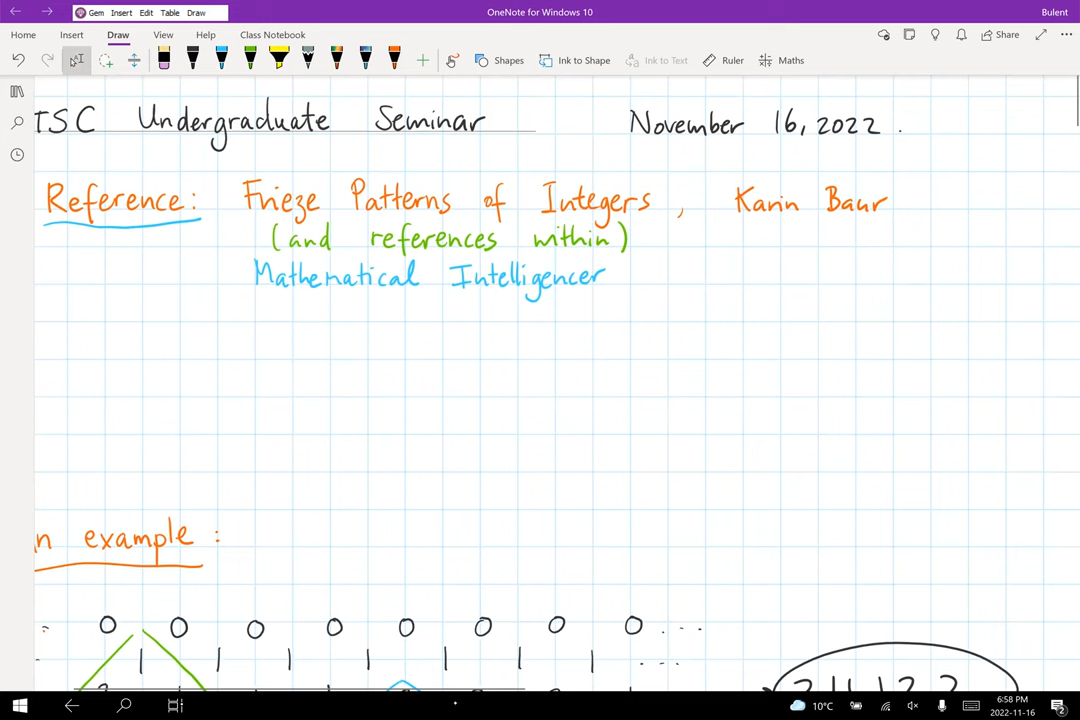 Gem Insert Edit Table Draw
OneNote for Windows 10
Bulent
Home Insert Draw View Help Class Notebook
Share
Shapes Ink to Shape Ink to Text Ruler Maths
TSC Undergraduate Seminar November 16, 2022.
Reference: Frieze Patterns of Integers, Karin Baur
(and references within)
Mathematical Intelligencer
n example:
0 0 0 0 0 0 0 0 ...
1 1 1 1 1 1 1 ...
10°C
6:58 PM
2022-11-16
2